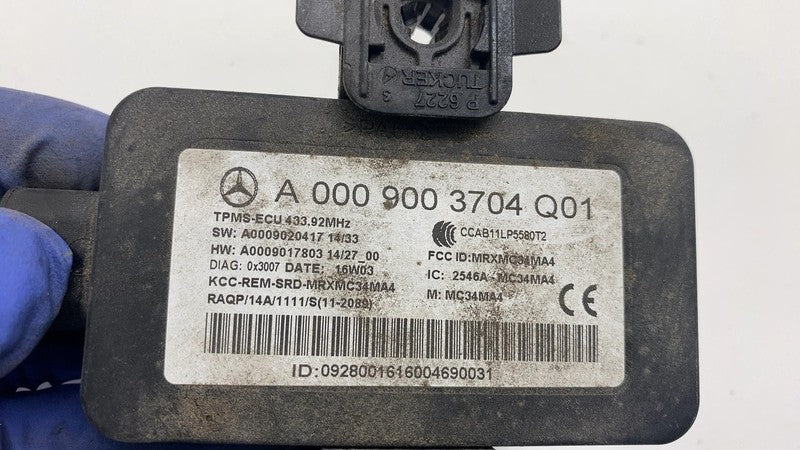 P 6227 3
TUCKER
A 000 900 3704 Q01
TPMS-ECU 433.92MHz
SW: A0009020417 14/33
HW: A0009017803 14/27_00
DIAG: 0x3007 DATE: 16W03
KCC-REM-SRD-MRXMC34MA4
RAQP/14A/1111/S(11-2089)
CCAB11LP5580T2
FCC ID:MRXMC34MA4
IC: 2546A-MC34MA4
M: MC34MA4
CE
ID:0928001616004690031